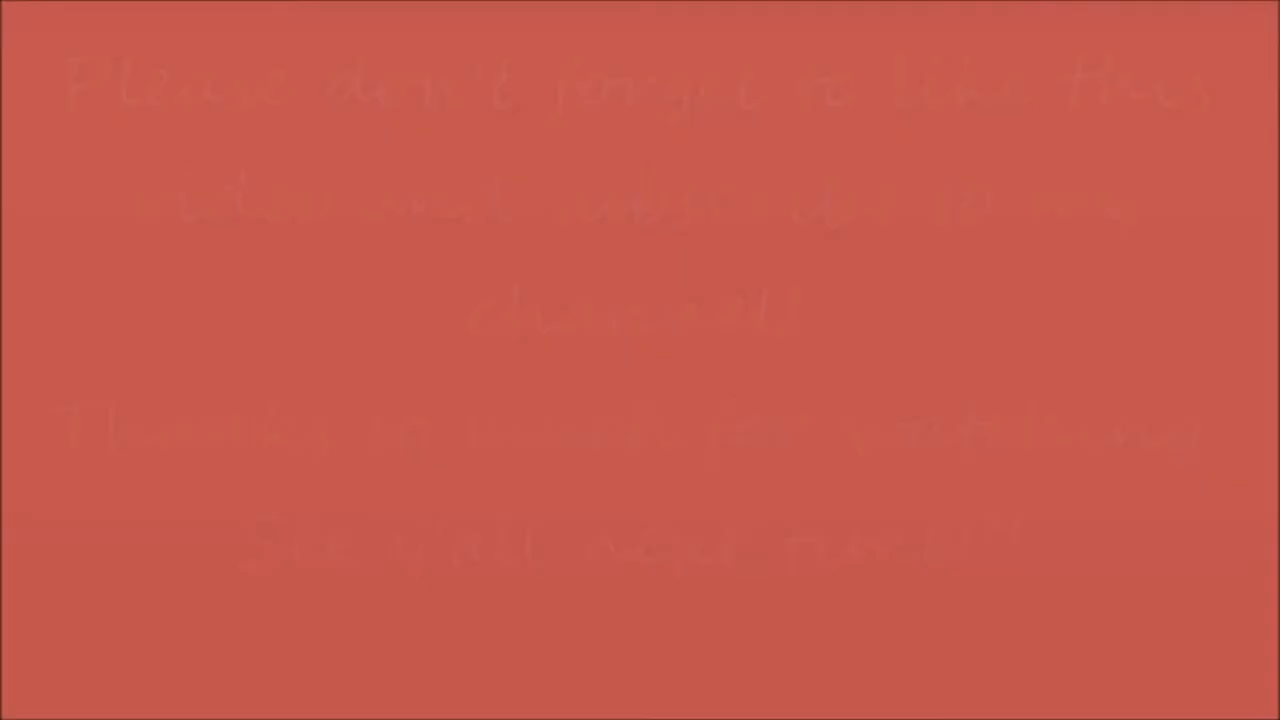 Please don't forget to like this
video and subscribe to my
channel!
Thanks so much for watching
See y'all next time!!!